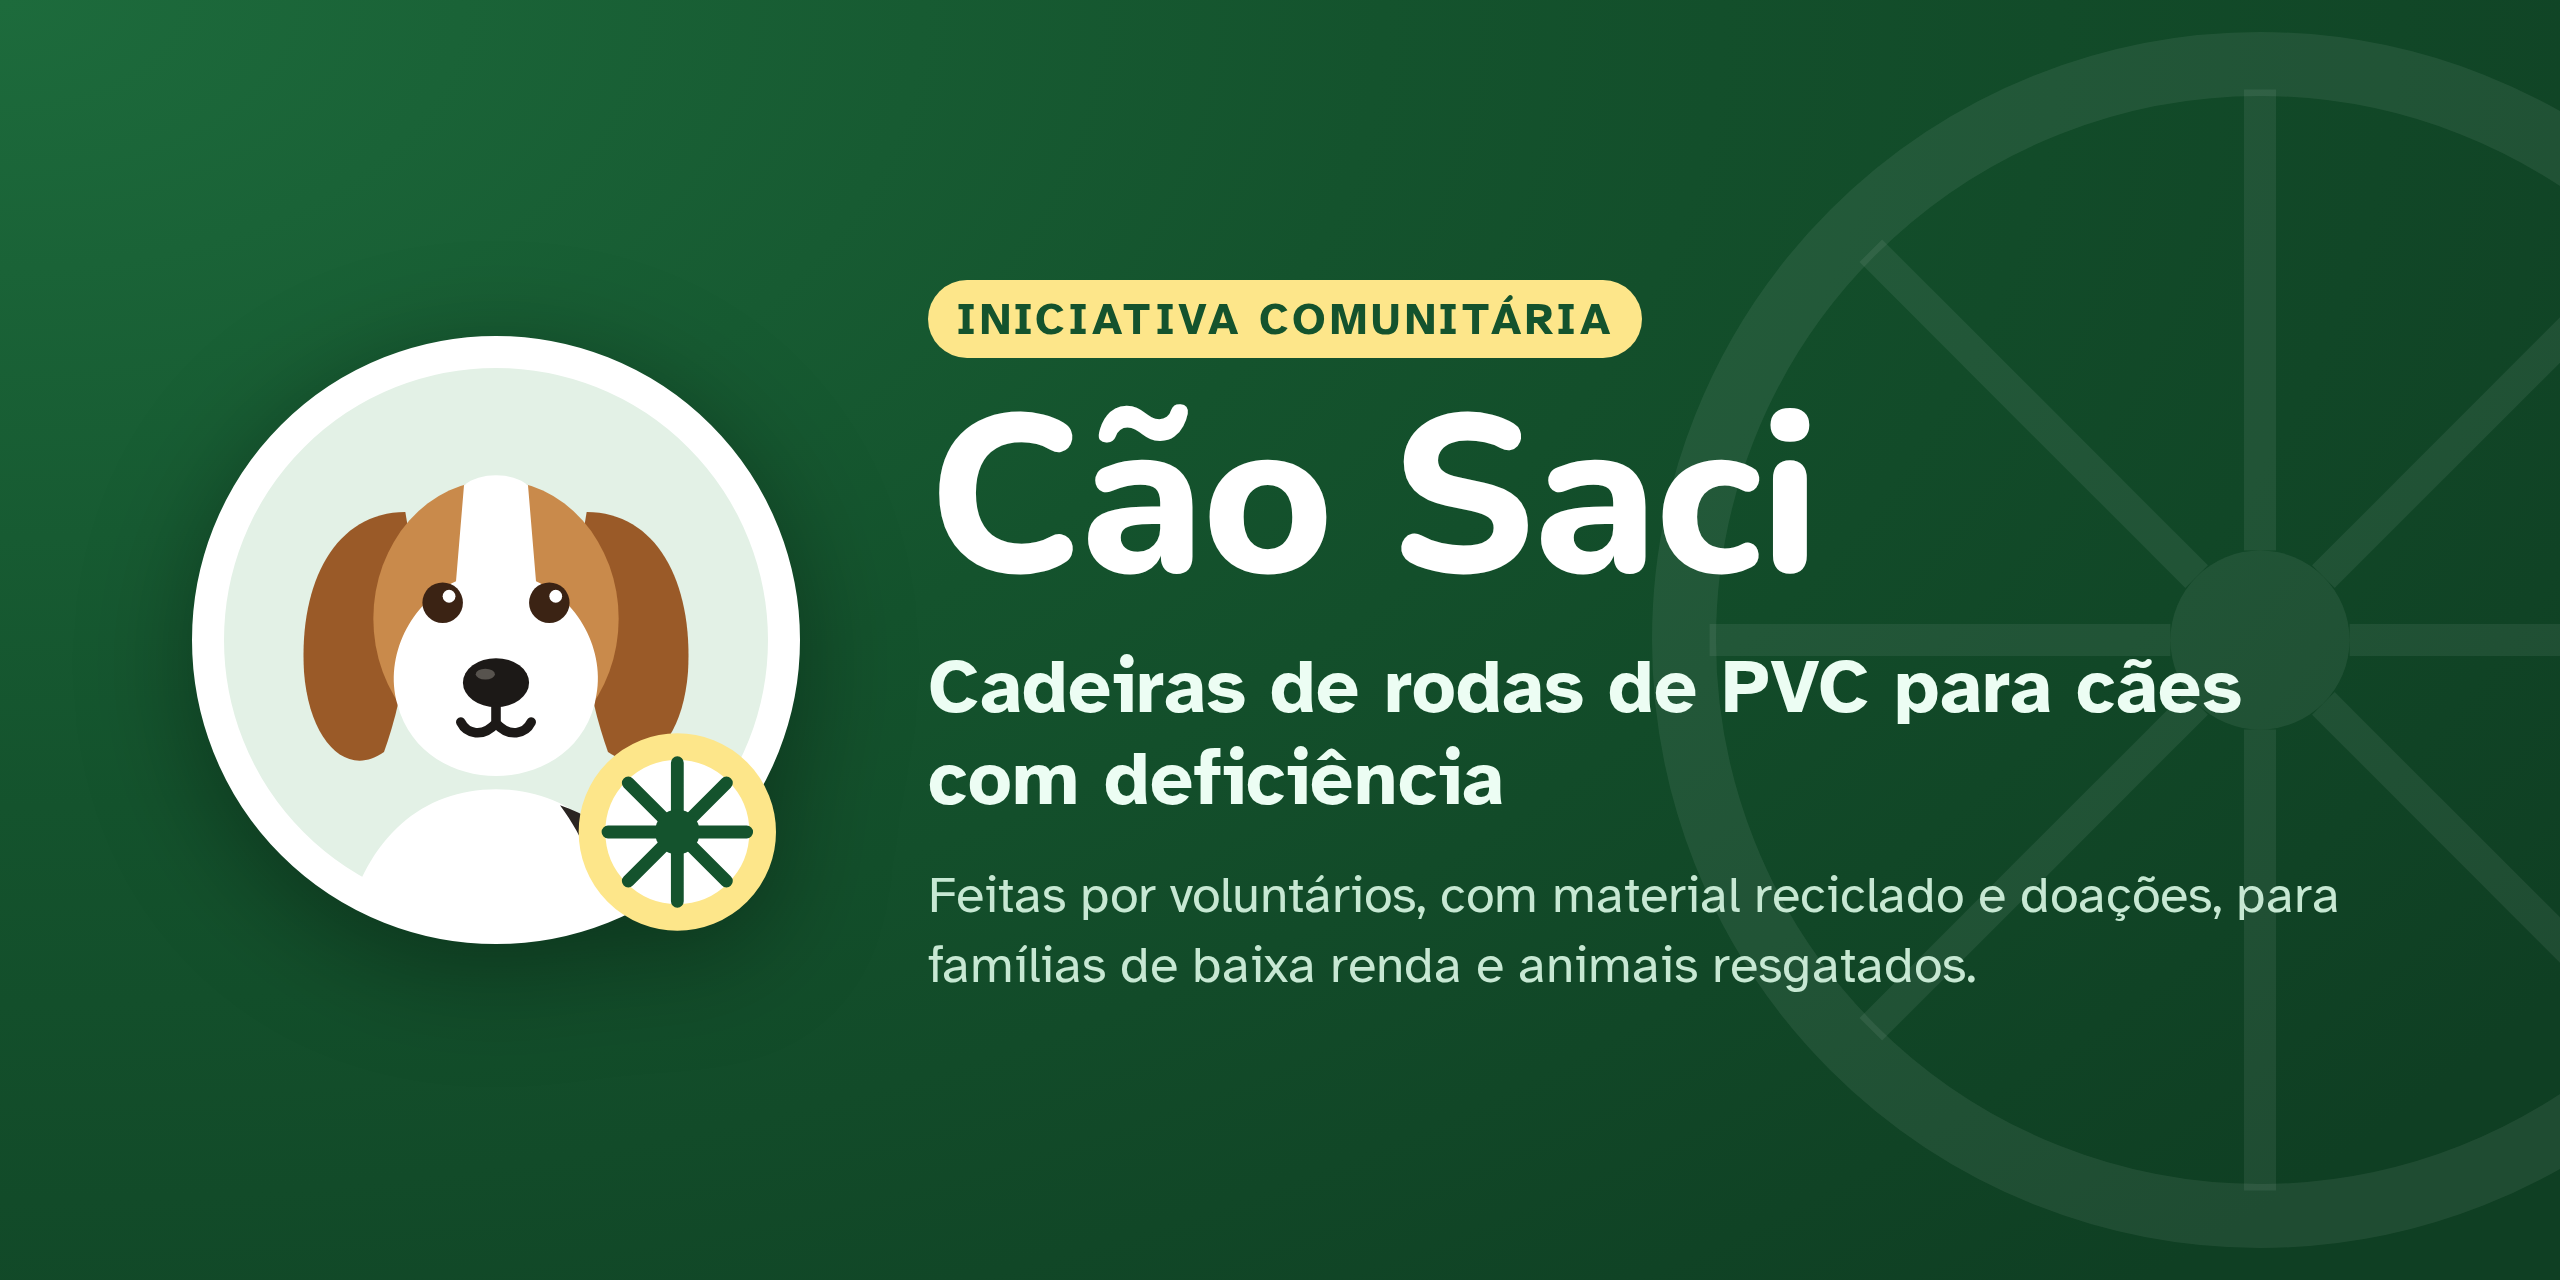 INICIATIVA COMUNITÁRIA
Cão Saci
Cadeiras de rodas de PVC para cães
com deficiência
Feitas por voluntários, com material reciclado e doações, para
famílias de baixa renda e animais resgatados.